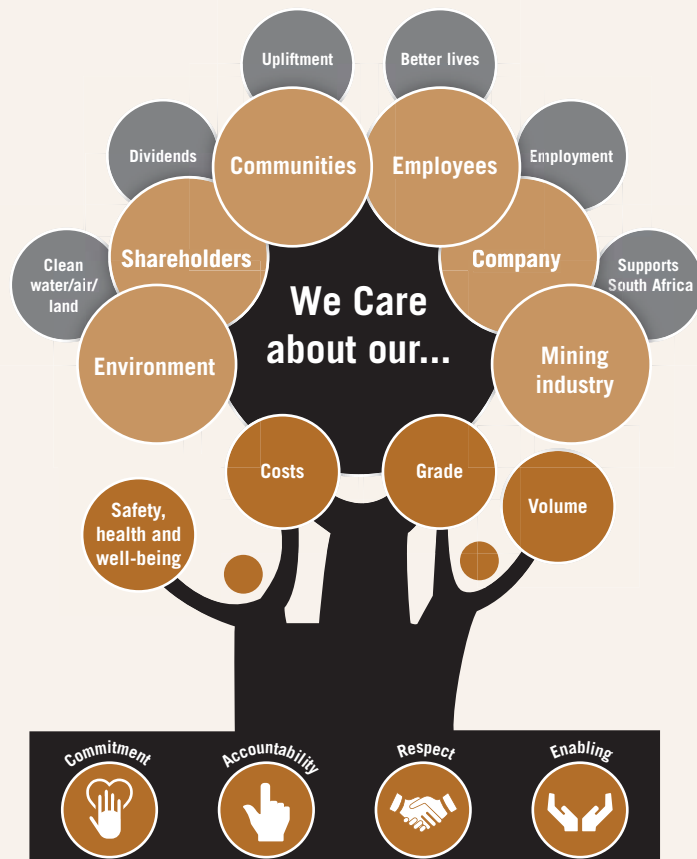 Upliftment
Better lives
Dividends
Communities
Employees
Employment
Clean
water/air/
land
Shareholders
Company
Supports
South Africa
We Care
about our...
Environment
Mining
industry
Costs
Grade
Safety,
health and
well-being
Volume
Commitment
Accountability
Respect
Enabling